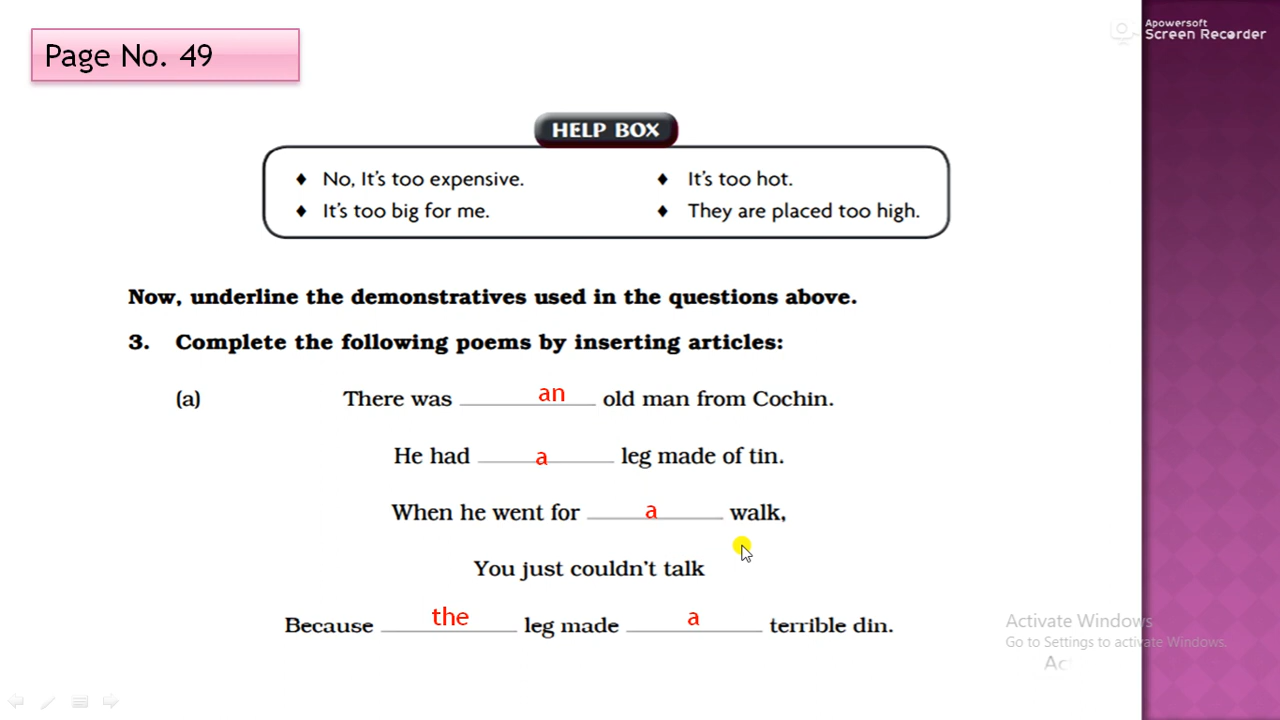 Page No. 49
Apowersoft
Screen Recorder
HELP BOX
♦ No, It's too expensive. ♦ It's too hot.
♦ It's too big for me. ♦ They are placed too high.
Now, underline the demonstratives used in the questions above.
3. Complete the following poems by inserting articles:
(a) There was an old man from Cochin.
He had a leg made of tin.
When he went for a walk,
You just couldn't talk
Because the leg made a terrible din.
Activate Windows
Go to Settings to activate Windows.